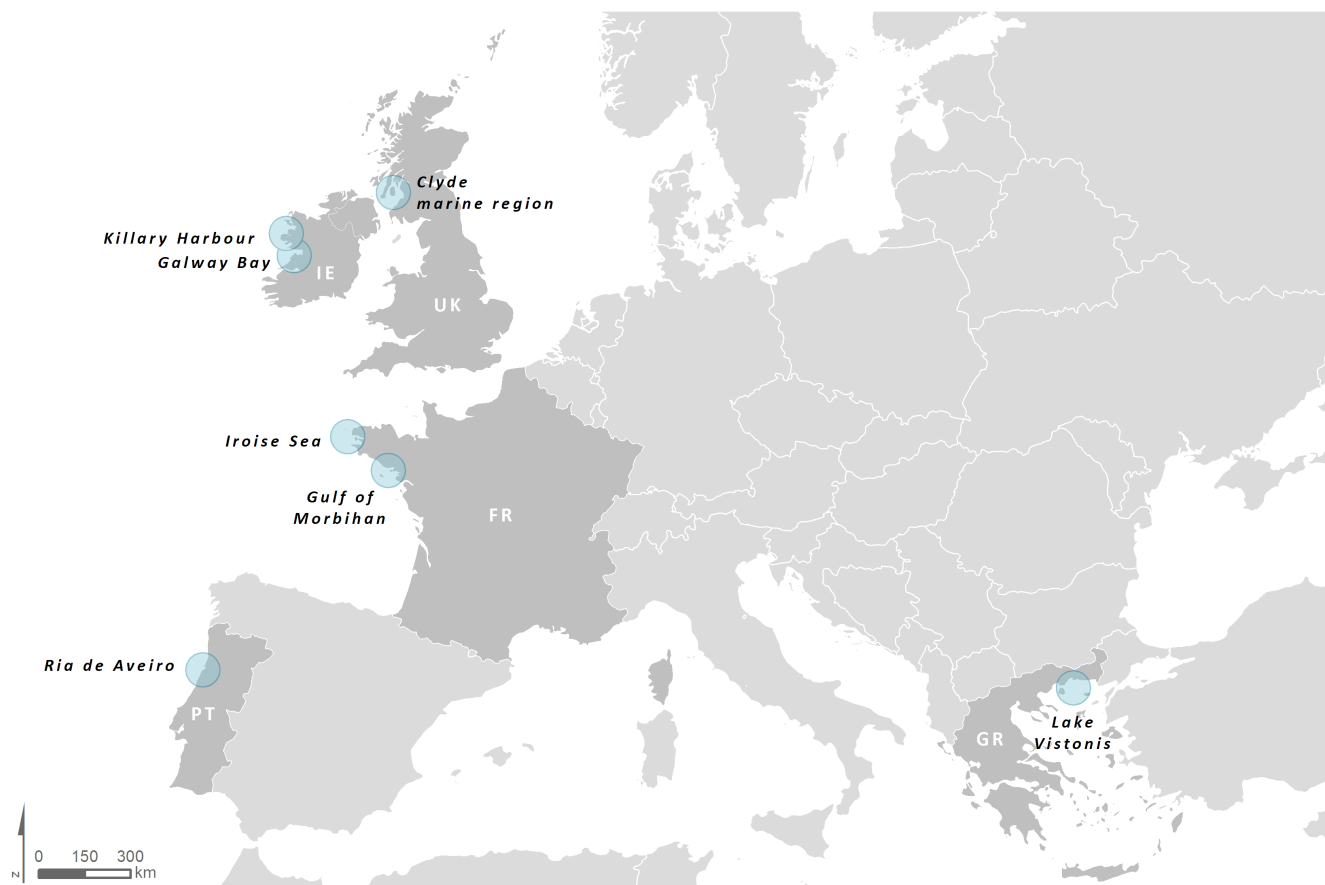 Clyde
marine region
Killary Harbour
Galway Bay
IE
UK
Iroise Sea
Gulf of
Morbihan
FR
Ria de Aveiro
PT
Lake
Vistonis
GR
N
0 150 300
km